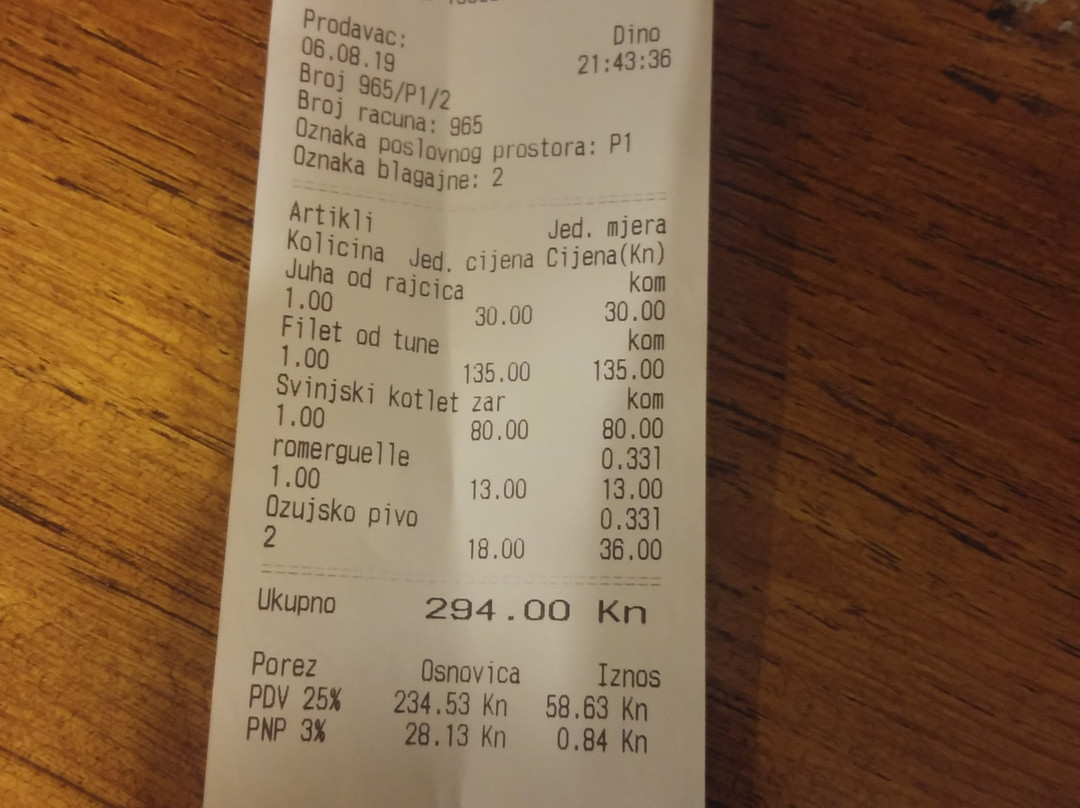 Prodavac: Dino
06.08.19 21:43:36
Broj 965/P1/2
Broj racuna: 965
Oznaka poslovnog prostora: P1
Oznaka blagajne: 2
Artikli Jed. mjera
Kolicina Jed. cijena Cijena(Kn)
Juha od rajcica kom
1.00 30.00 30.00
Filet od tune kom
1.00 135.00 135.00
Svinjski kotlet zar kom
1.00 80.00 80.00
romerguelle 0.33l
1.00 13.00 13.00
Ozujsko pivo 0.33l
2 18.00 36.00
Ukupno 294.00 Kn
Porez Osnovica Iznos
PDV 25% 234.53 Kn 58.63 Kn
PNP 3% 28.13 Kn 0.84 Kn